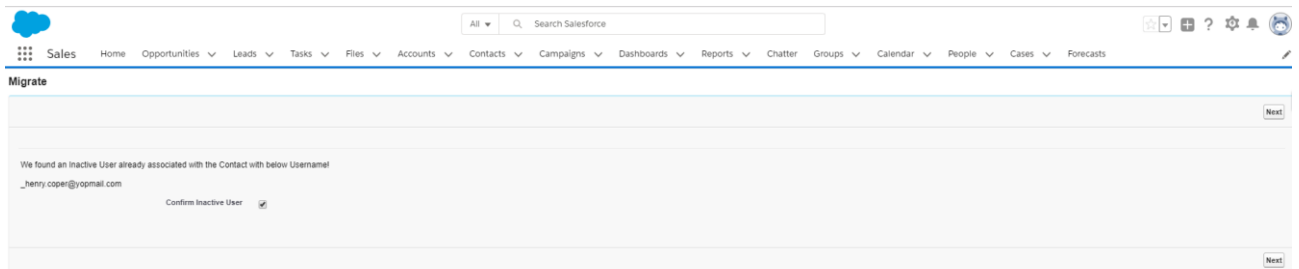 All
Search Salesforce
Sales Home Opportunities Leads Tasks Files Accounts Contacts Campaigns Dashboards Reports Chatter Groups Calendar People Cases Forecasts
Migrate
Next
We found an Inactive User already associated with the Contact with below Username!
_henry.coper@yopmail.com
Confirm Inactive User
Next